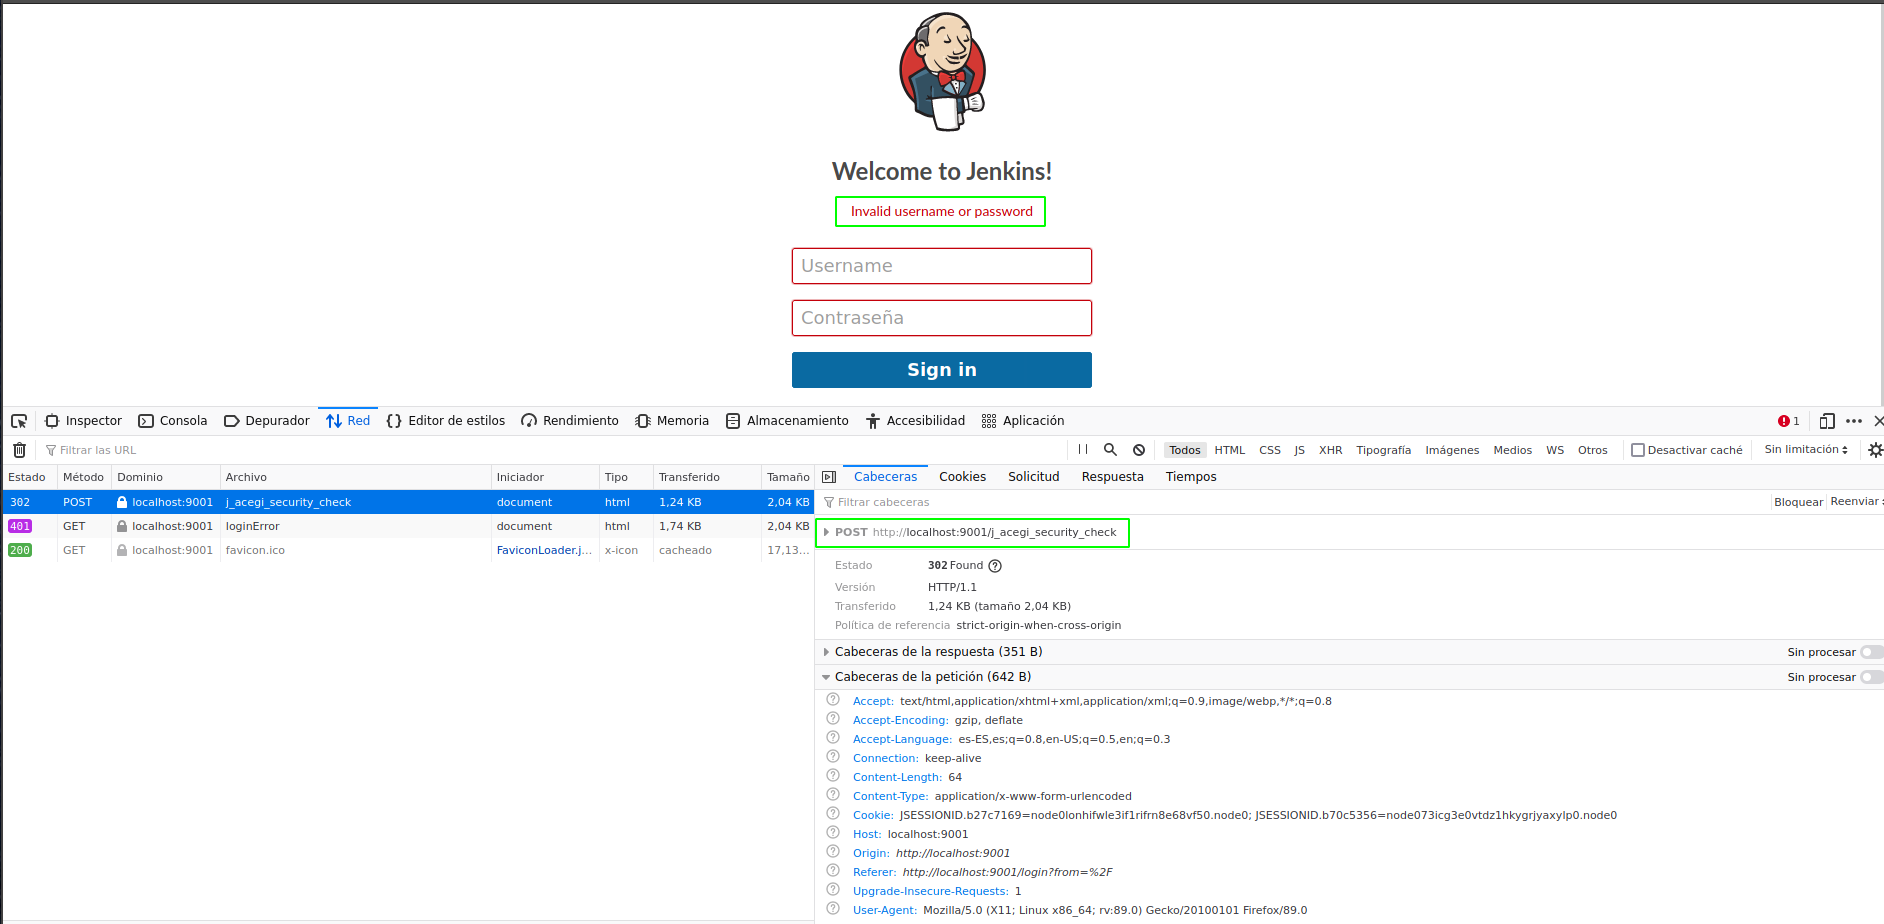 Welcome to Jenkins!
Invalid username or password
Username
Contraseña
Sign in
Inspector Consola Depurador Red Editor de estilos Rendimiento Memoria Almacenamiento Accesibilidad Aplicación 1
Filtrar las URL Todos HTML CSS JS XHR Tipografía Imágenes Medios WS Otros Desactivar caché Sin limitación
Estado Método Dominio Archivo Iniciador Tipo Transferido Tamaño
302 POST localhost:9001 j_acegi_security_check document html 1,24 KB 2,04 KB
401 GET localhost:9001 loginError document html 1,74 KB 2,04 KB
200 GET localhost:9001 favicon.ico FaviconLoader.j... x-icon cacheado 17,13...
Cabeceras Cookies Solicitud Respuesta Tiempos
Filtrar cabeceras Bloquear Reenviar
POST http://localhost:9001/j_acegi_security_check
Estado 302 Found
Versión HTTP/1.1
Transferido 1,24 KB (tamaño 2,04 KB)
Política de referencia strict-origin-when-cross-origin
Cabeceras de la respuesta (351 B) Sin procesar
Cabeceras de la petición (642 B) Sin procesar
Accept: text/html,application/xhtml+xml,application/xml;q=0.9,image/webp,*/*;q=0.8
Accept-Encoding: gzip, deflate
Accept-Language: es-ES,es;q=0.8,en-US;q=0.5,en;q=0.3
Connection: keep-alive
Content-Length: 64
Content-Type: application/x-www-form-urlencoded
Cookie: JSESSIONID.b27c7169=node0lonhifwle3if1rifrn8e68vf50.node0; JSESSIONID.b70c5356=node073icg3e0vtdz1hkygrjyaxylp0.node0
Host: localhost:9001
Origin: http://localhost:9001
Referer: http://localhost:9001/login?from=%2F
Upgrade-Insecure-Requests: 1
User-Agent: Mozilla/5.0 (X11; Linux x86_64; rv:89.0) Gecko/20100101 Firefox/89.0